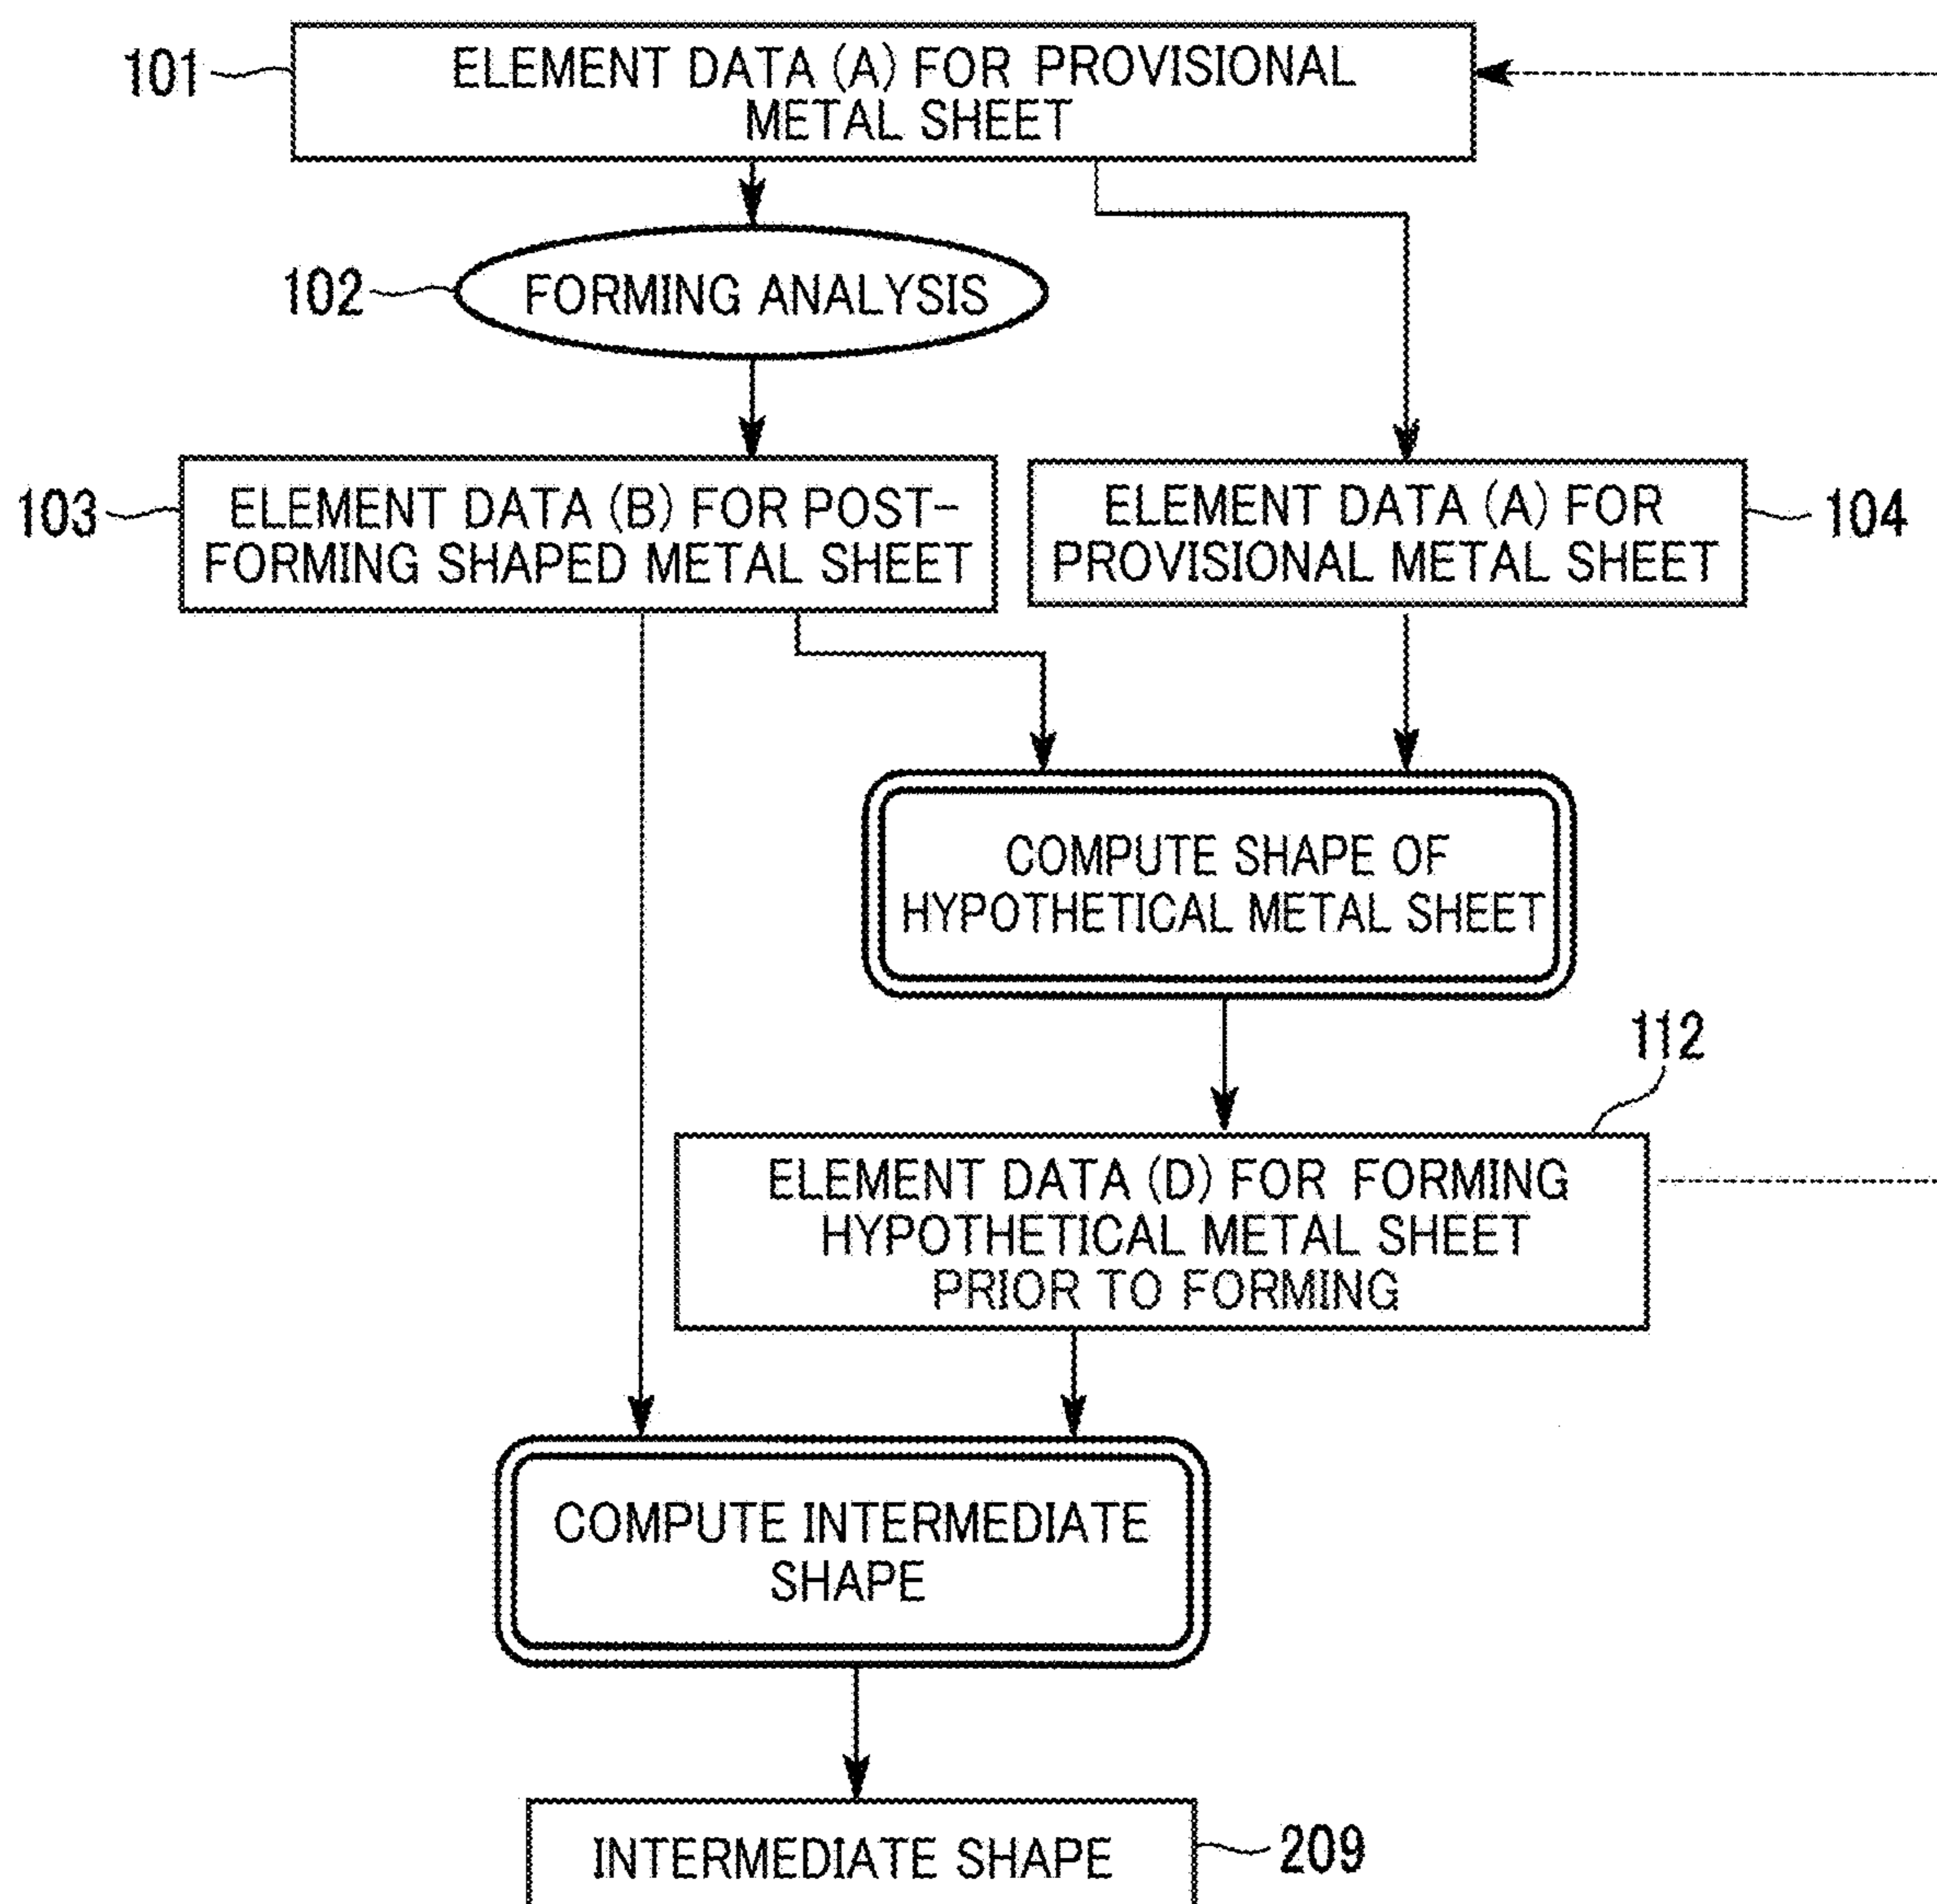 101
ELEMENT DATA (A) FOR PROVISIONAL
METAL SHEET
102
FORMING ANALYSIS
103
ELEMENT DATA (B) FOR POST-
FORMING SHAPED METAL SHEET
ELEMENT DATA (A) FOR
PROVISIONAL METAL SHEET
104
COMPUTE SHAPE OF
HYPOTHETICAL METAL SHEET
112
ELEMENT DATA (D) FOR FORMING
HYPOTHETICAL METAL SHEET
PRIOR TO FORMING
COMPUTE INTERMEDIATE
SHAPE
INTERMEDIATE SHAPE
209